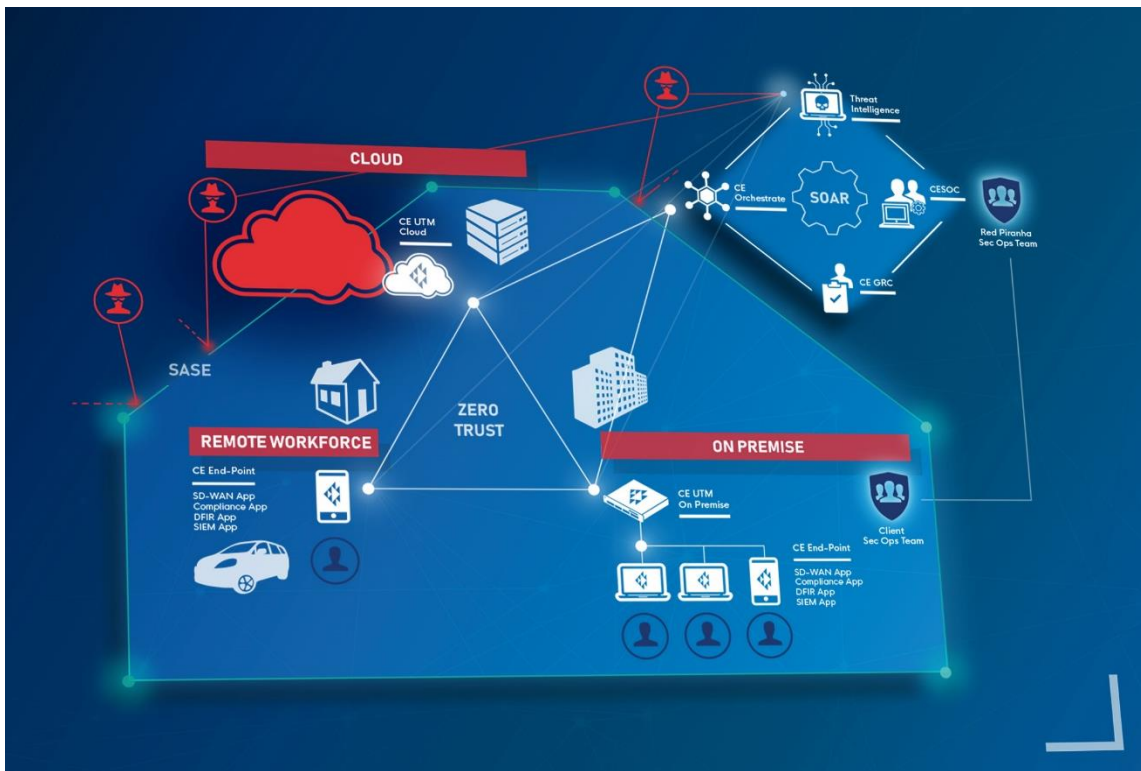 CLOUD
Threat
Intelligence
CE
Orchestrate
SOAR
CESOC
Red Piranha
Sec Ops Team
CE GRC
CE UTM
Cloud
SASE
ZERO
TRUST
REMOTE WORKFORCE
CE End-Point
SD-WAN App
Compliance App
DFIR App
SIEM App
ON PREMISE
CE UTM
On Premise
Client
Sec Ops Team
CE End-Point
SD-WAN App
Compliance App
DFIR App
SIEM App